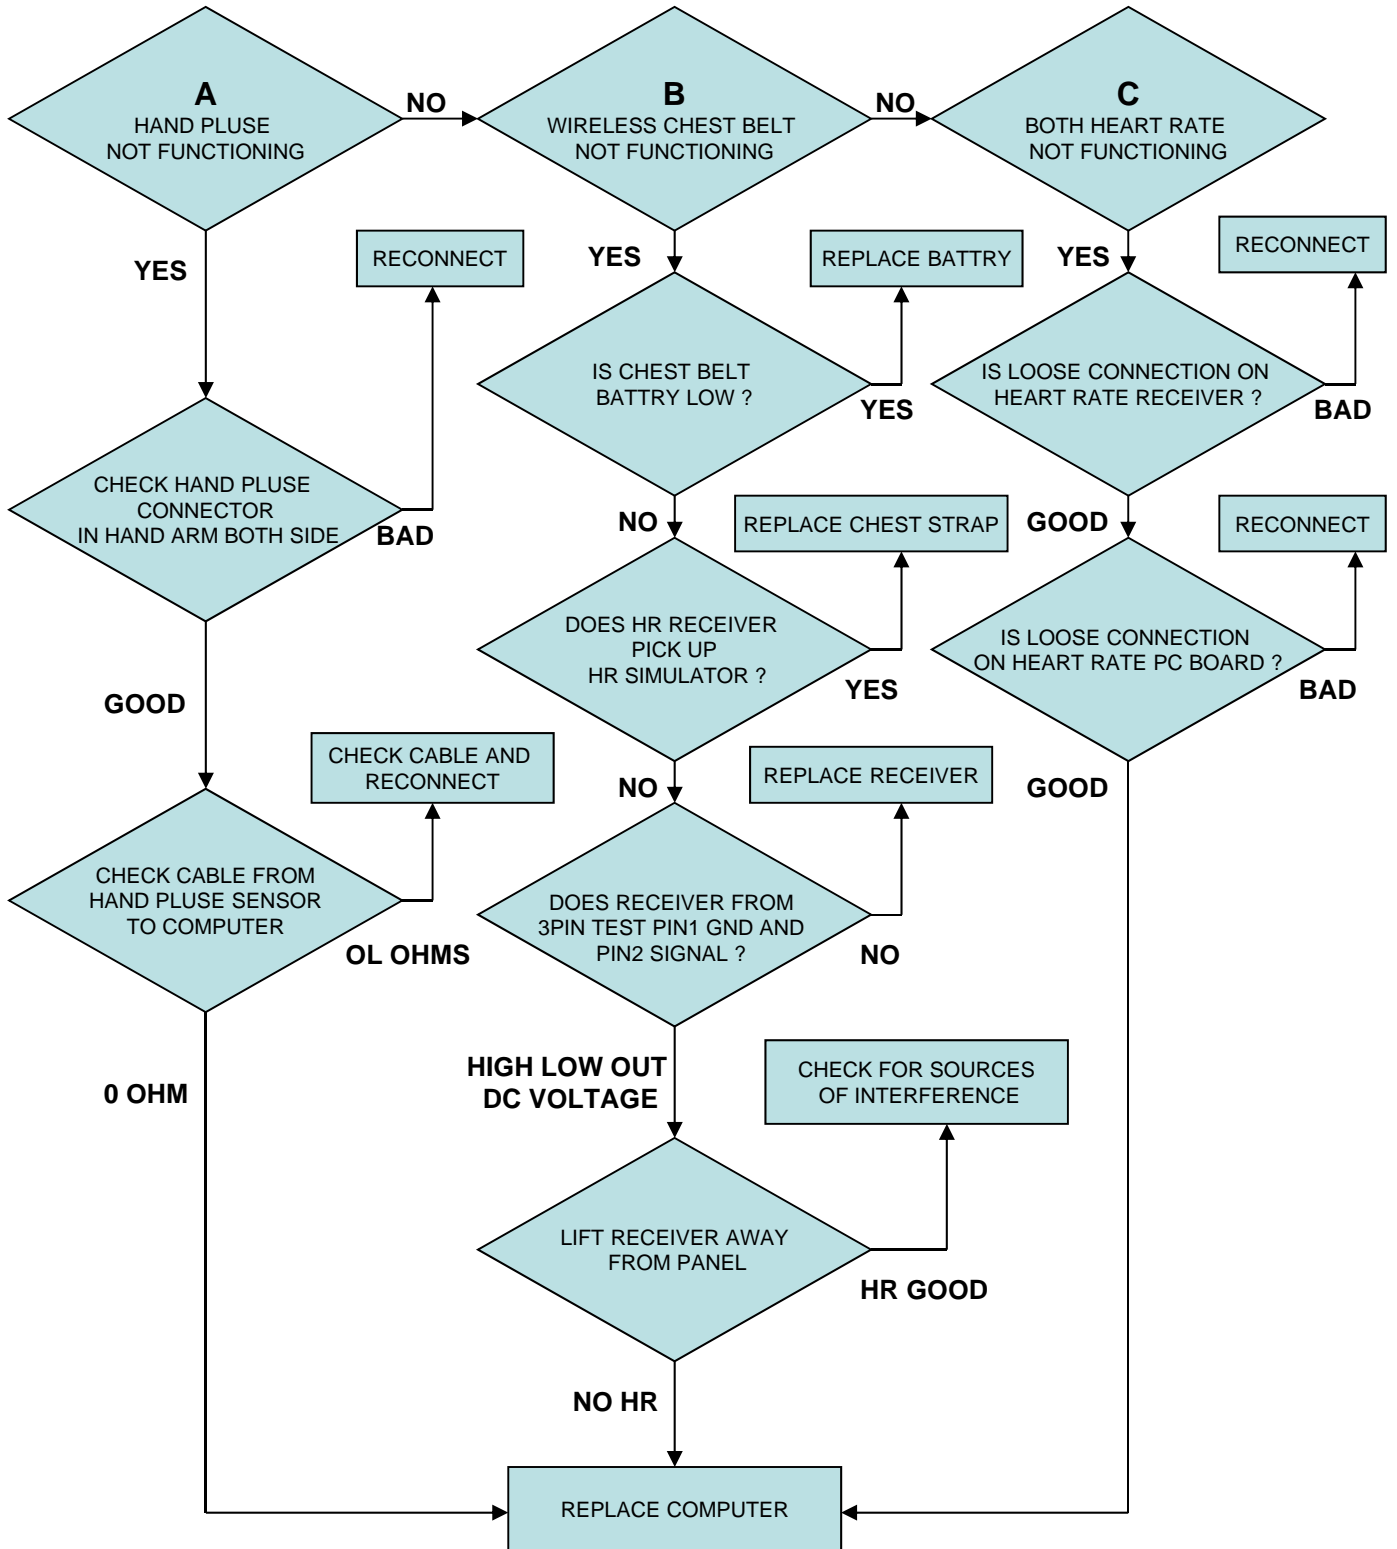 A
HAND PLUSE
NOT FUNCTIONING
NO
B
WIRELESS CHEST BELT
NOT FUNCTIONING
NO
C
BOTH HEART RATE
NOT FUNCTIONING
YES
RECONNECT
YES
REPLACE BATTRY
YES
RECONNECT
IS CHEST BELT
BATTRY LOW ?
YES
IS LOOSE CONNECTION ON
HEART RATE RECEIVER ?
BAD
CHECK HAND PLUSE
CONNECTOR
IN HAND ARM BOTH SIDE
BAD
NO
REPLACE CHEST STRAP
GOOD
RECONNECT
DOES HR RECEIVER
PICK UP
HR SIMULATOR ?
YES
IS LOOSE CONNECTION
ON HEART RATE PC BOARD ?
BAD
GOOD
CHECK CABLE AND
RECONNECT
NO
REPLACE RECEIVER
GOOD
CHECK CABLE FROM
HAND PLUSE SENSOR
TO COMPUTER
OL OHMS
DOES RECEIVER FROM
3PIN TEST PIN1 GND AND
PIN2 SIGNAL ?
NO
0 OHM
HIGH LOW OUT
DC VOLTAGE
CHECK FOR SOURCES
OF INTERFERENCE
LIFT RECEIVER AWAY
FROM PANEL
HR GOOD
NO HR
REPLACE COMPUTER